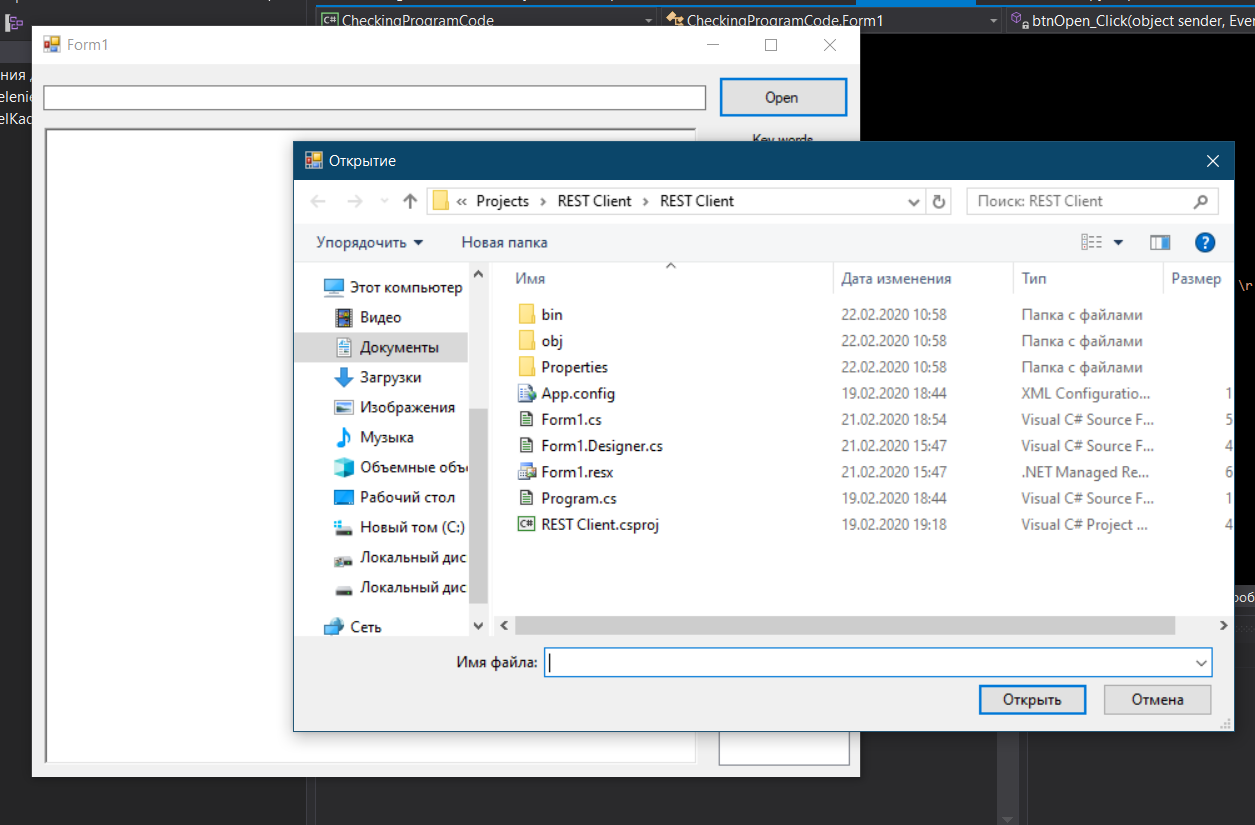 CheckingProgramCode
CheckingProgramCode.Form1
btnOpen_Click(object sender,
Form1
ния
Open
Key words
Открытие
« Projects › REST Client › REST Client
Поиск: REST Client
Упорядочить
Новая папка
?
Имя
Дата изменения
Тип
Размер
\r
Этот компьютер
Видео
Документы
Загрузки
Изображения
Музыка
Объемные объ
Рабочий стол
Новый том (C:)
Локальный дис
Локальный дис
Сеть
bin 22.02.2020 10:58 Папка с файлами
obj 22.02.2020 10:58 Папка с файлами
Properties 22.02.2020 10:58 Папка с файлами
App.config 19.02.2020 18:44 XML Configuratio... 1
Form1.cs 21.02.2020 18:54 Visual C# Source F... 5
Form1.Designer.cs 21.02.2020 15:47 Visual C# Source F... 4
Form1.resx 21.02.2020 15:47 .NET Managed Re... 6
Program.cs 19.02.2020 18:44 Visual C# Source F... 1
C# REST Client.csproj 19.02.2020 19:18 Visual C# Project ... 4
Имя файла:
Открыть
Отмена